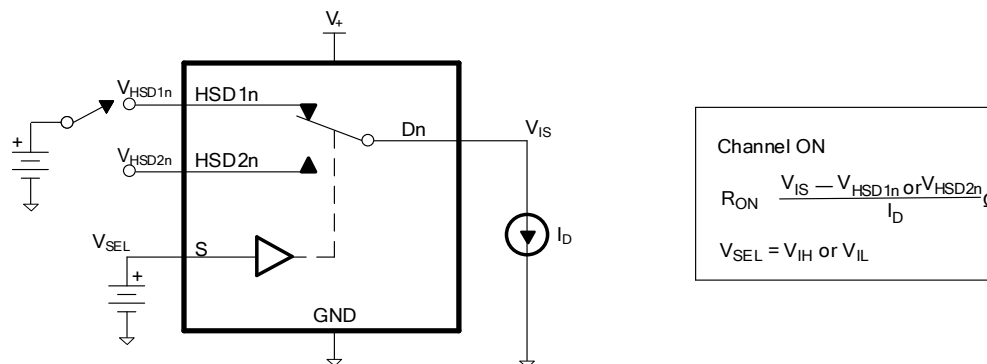 V+
VHSD1n
HSD1n
Dn
VIS
+
VHSD2n
HSD2n
VSEL
S
ID
+
GND
Channel ON
RON VIS — VHSD1n or VHSD2n
ID
VSEL = VIH or VIL